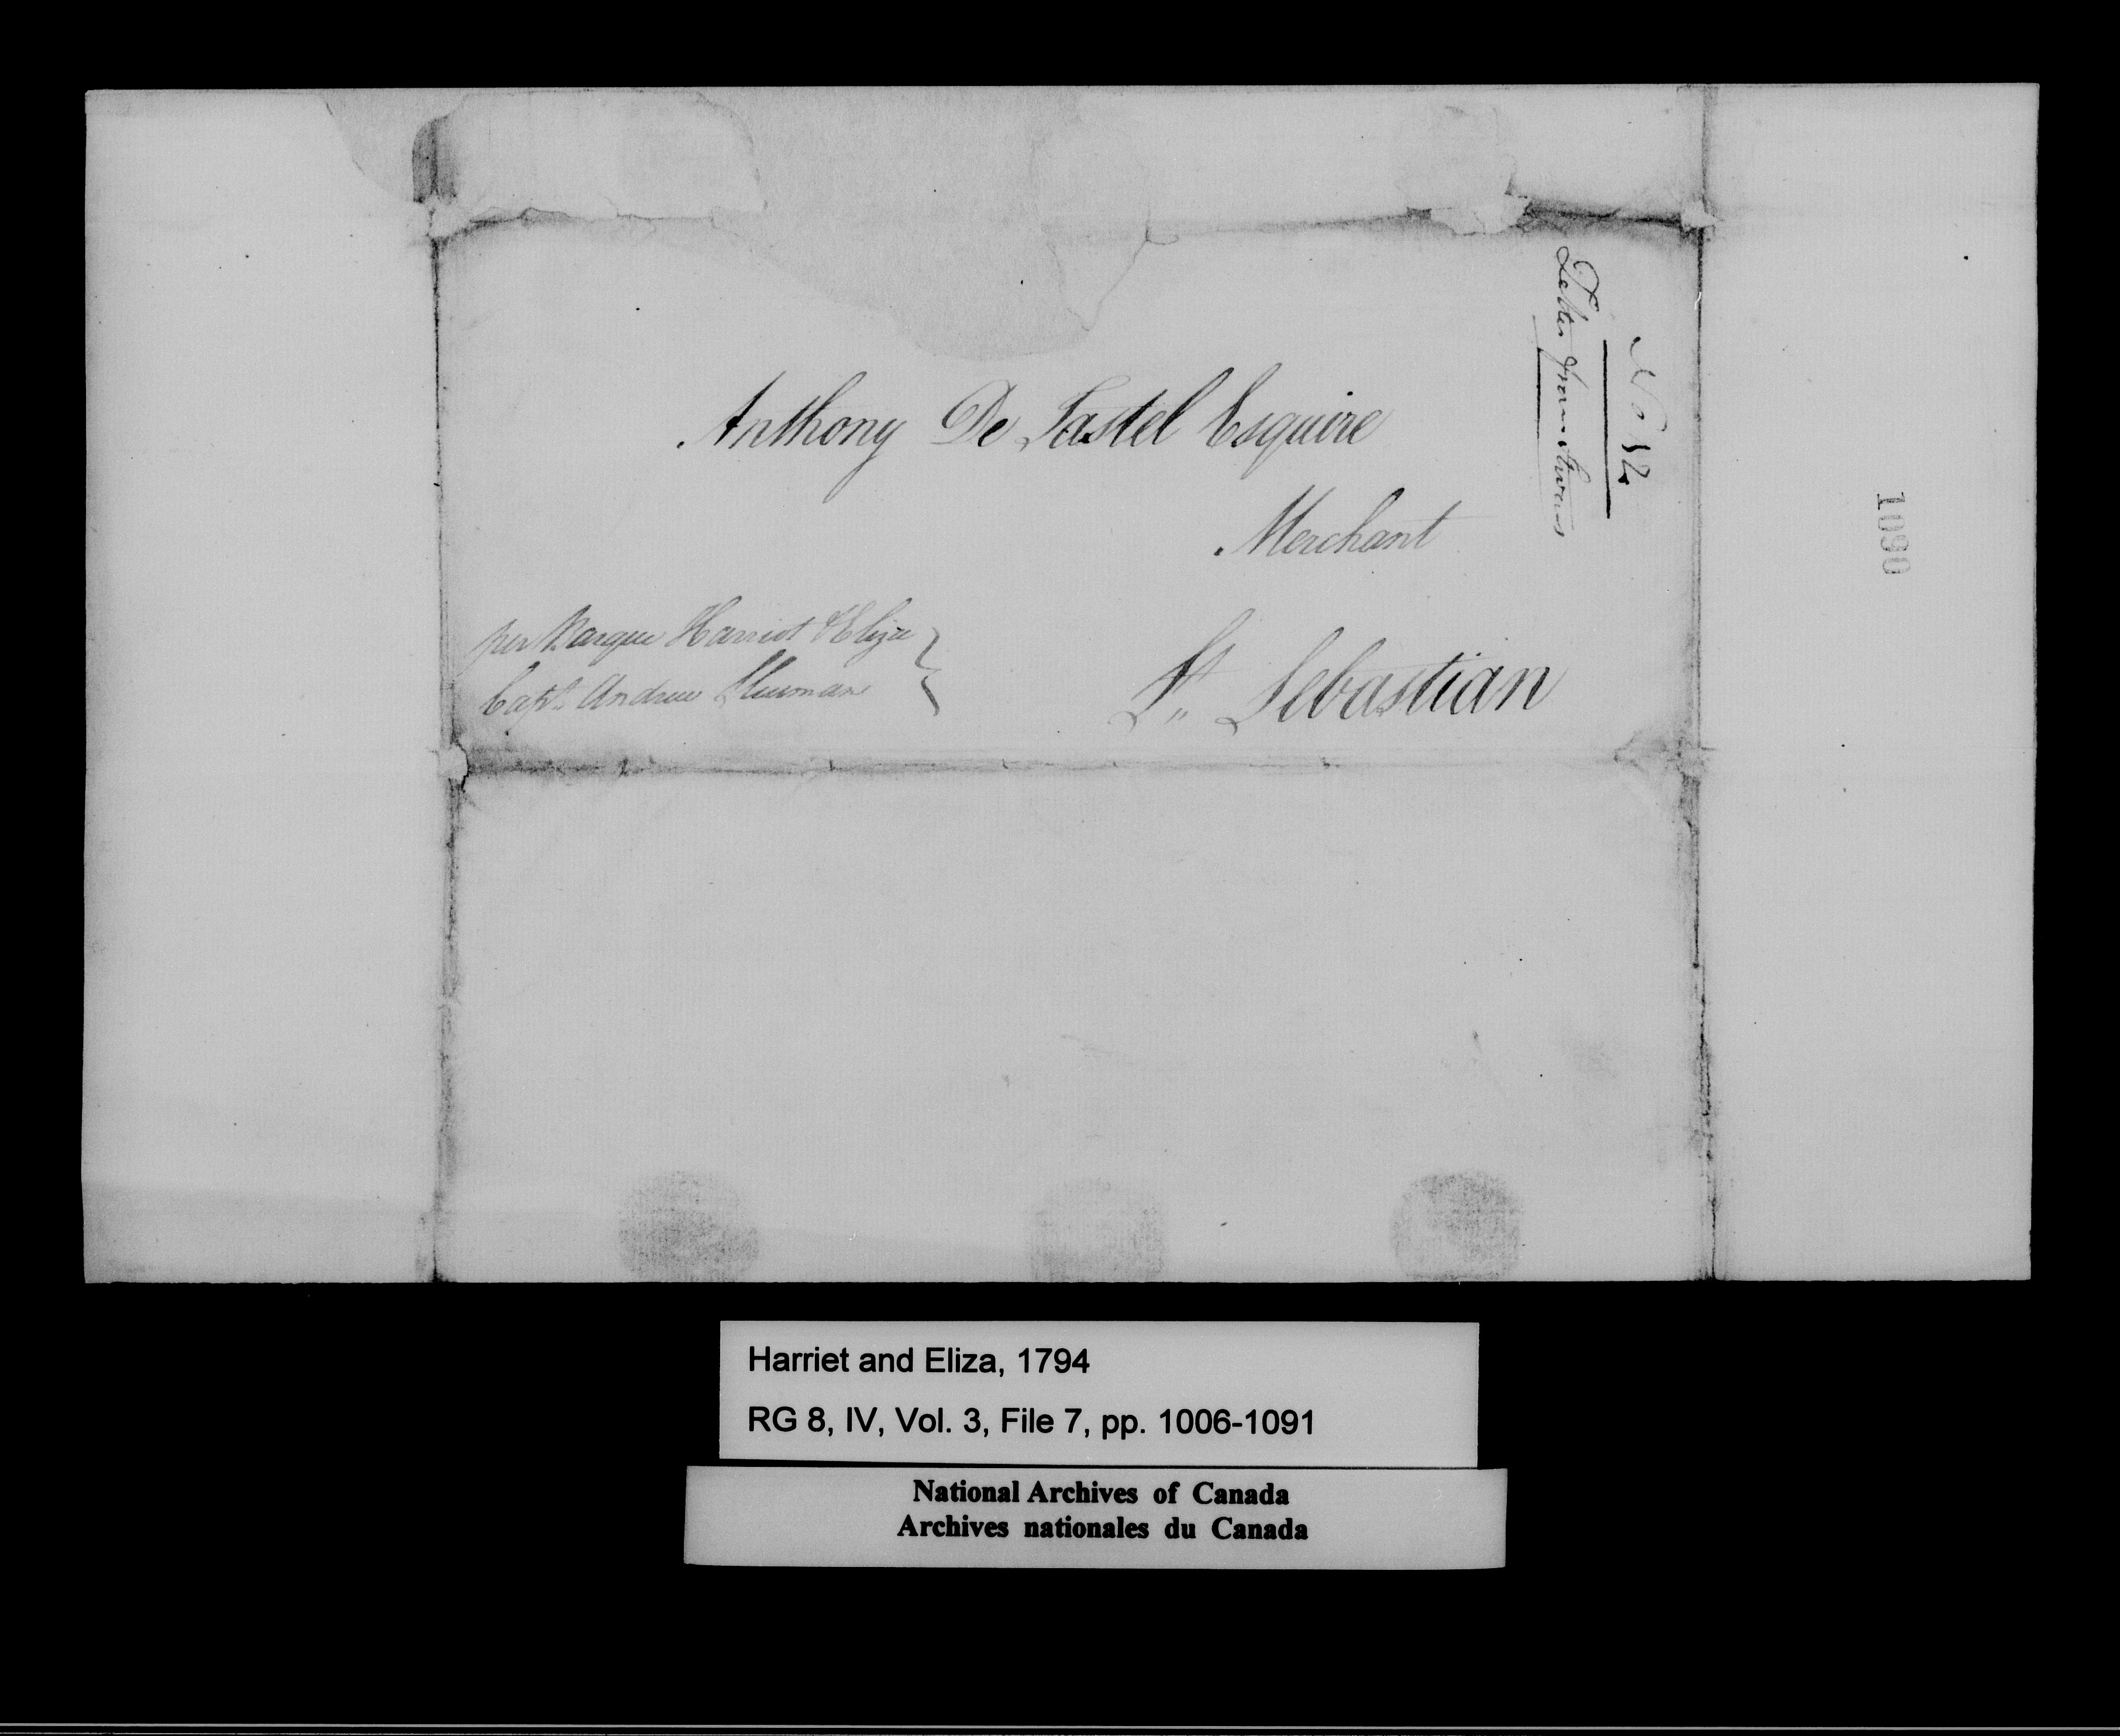 Anthony De Sastel Esquire
Merchant
St. Sebastian
per Barque Harriot & Eliza
Capt. Andrew
No 12
Letter from
1090
Harriet and Eliza, 1794
RG 8, IV, Vol. 3, File 7, pp. 1006-1091
National Archives of Canada
Archives nationales du Canada